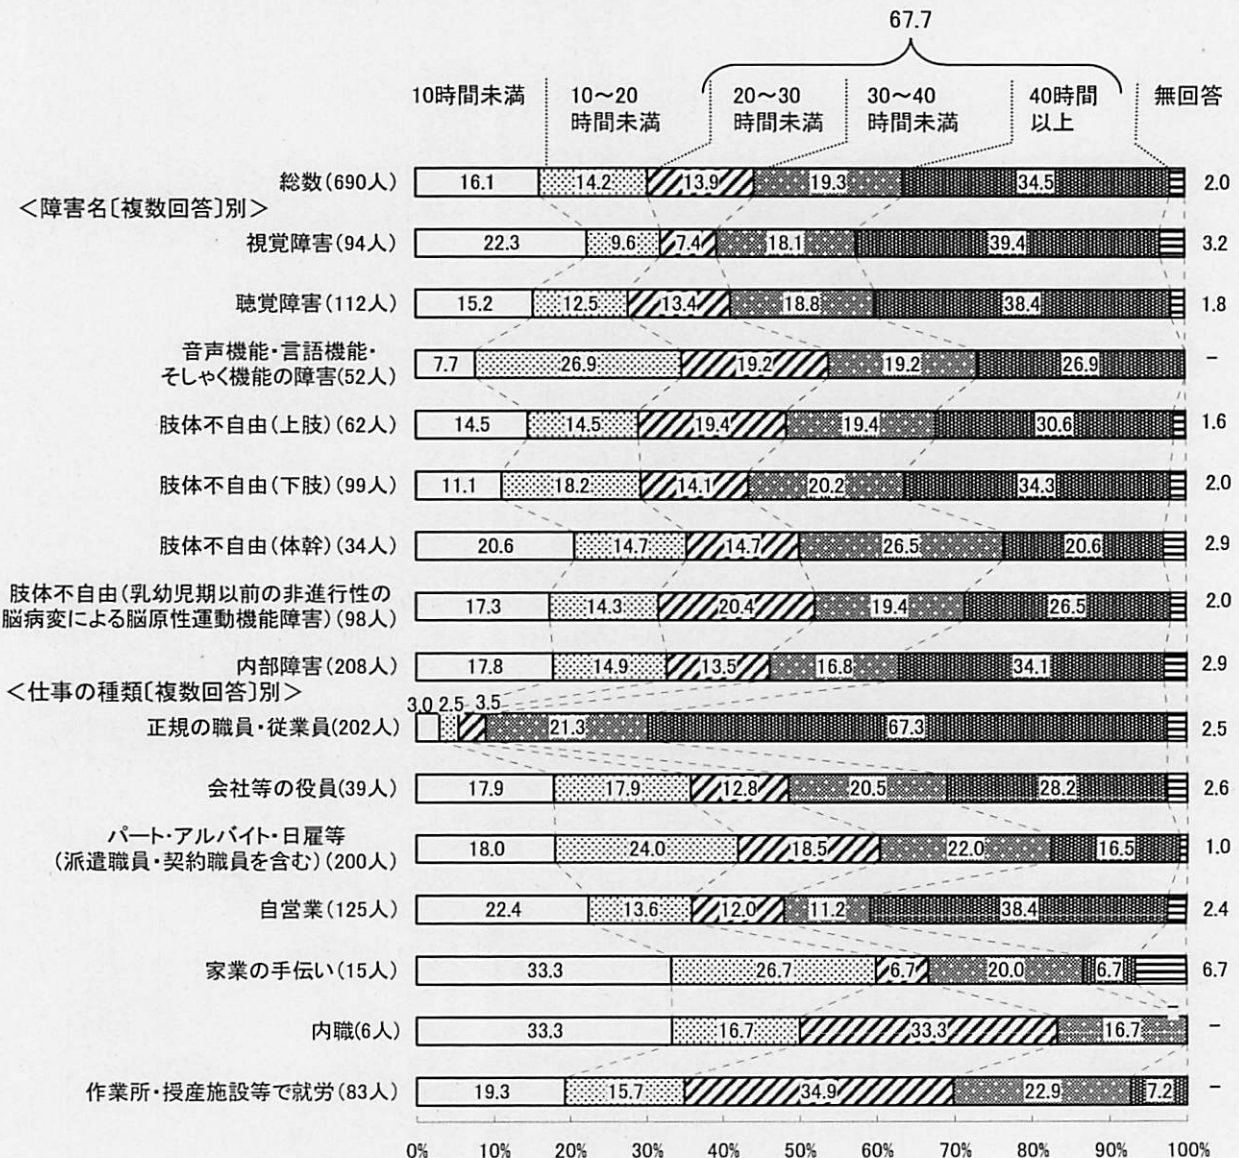 67.7
10時間未満 10～20時間未満 20～30時間未満 30～40時間未満 40時間以上 無回答
総数(690人) 16.1 14.2 13.9 19.3 34.5 2.0
＜障害名〔複数回答〕別＞
視覚障害(94人) 22.3 9.6 7.4 18.1 39.4 3.2
聴覚障害(112人) 15.2 12.5 13.4 18.8 38.4 1.8
音声機能・言語機能・
そしゃく機能の障害(52人) 7.7 26.9 19.2 19.2 26.9 −
肢体不自由(上肢)(62人) 14.5 14.5 19.4 19.4 30.6 1.6
肢体不自由(下肢)(99人) 11.1 18.2 14.1 20.2 34.3 2.0
肢体不自由(体幹)(34人) 20.6 14.7 14.7 26.5 20.6 2.9
肢体不自由(乳幼児期以前の非進行性の
脳病変による脳原性運動機能障害)(98人) 17.3 14.3 20.4 19.4 26.5 2.0
内部障害(208人) 17.8 14.9 13.5 16.8 34.1 2.9
＜仕事の種類〔複数回答〕別＞
正規の職員・従業員(202人) 3.0 2.5 3.5 21.3 67.3 2.5
会社等の役員(39人) 17.9 17.9 12.8 20.5 28.2 2.6
パート・アルバイト・日雇等
(派遣職員・契約職員を含む)(200人) 18.0 24.0 18.5 22.0 16.5 1.0
自営業(125人) 22.4 13.6 12.0 11.2 38.4 2.4
家業の手伝い(15人) 33.3 26.7 6.7 20.0 6.7 6.7
内職(6人) 33.3 16.7 33.3 16.7 − −
作業所・授産施設等で就労(83人) 19.3 15.7 34.9 22.9 7.2 −
0% 10% 20% 30% 40% 50% 60% 70% 80% 90% 100%